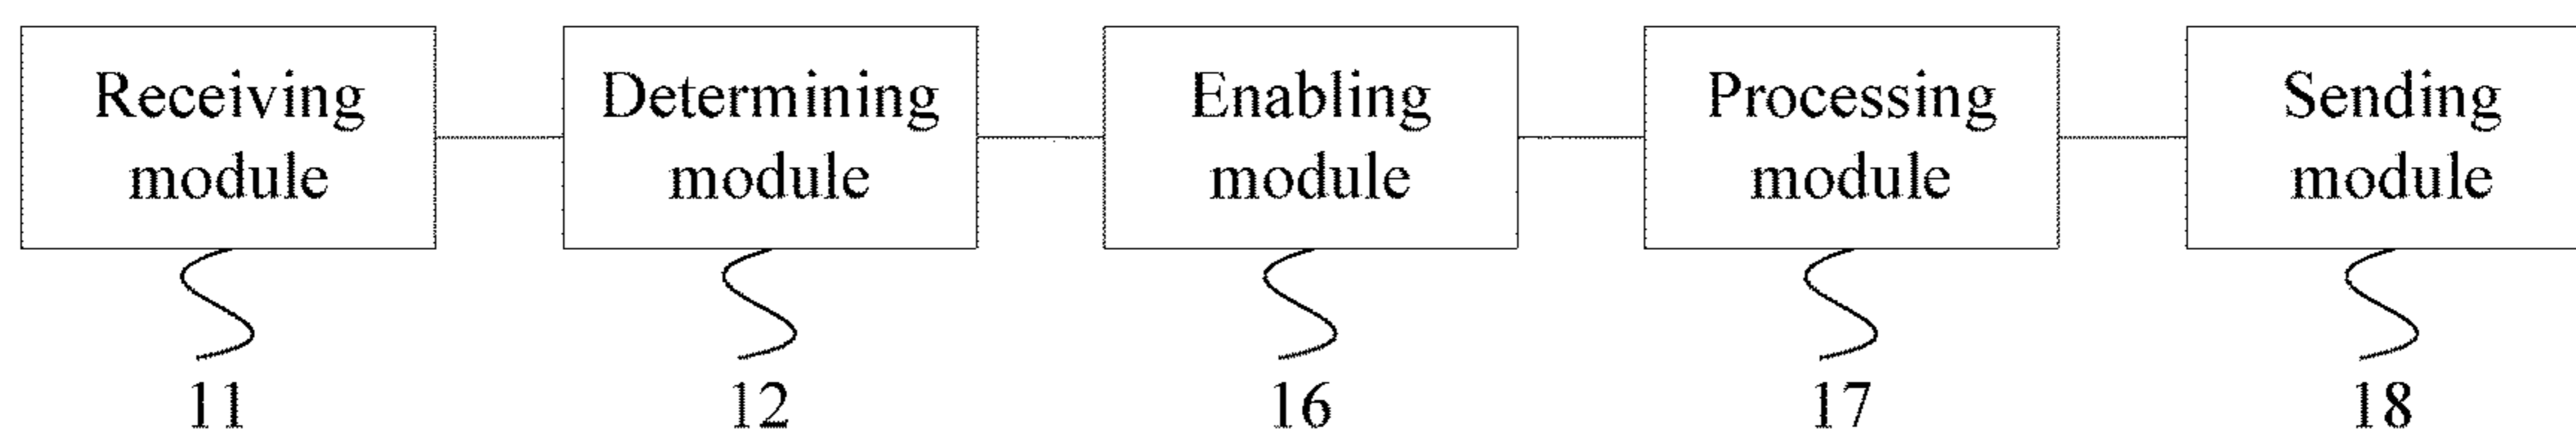 Receiving
module
Determining
module
Enabling
module
Processing
module
Sending
module
11
12
16
17
18